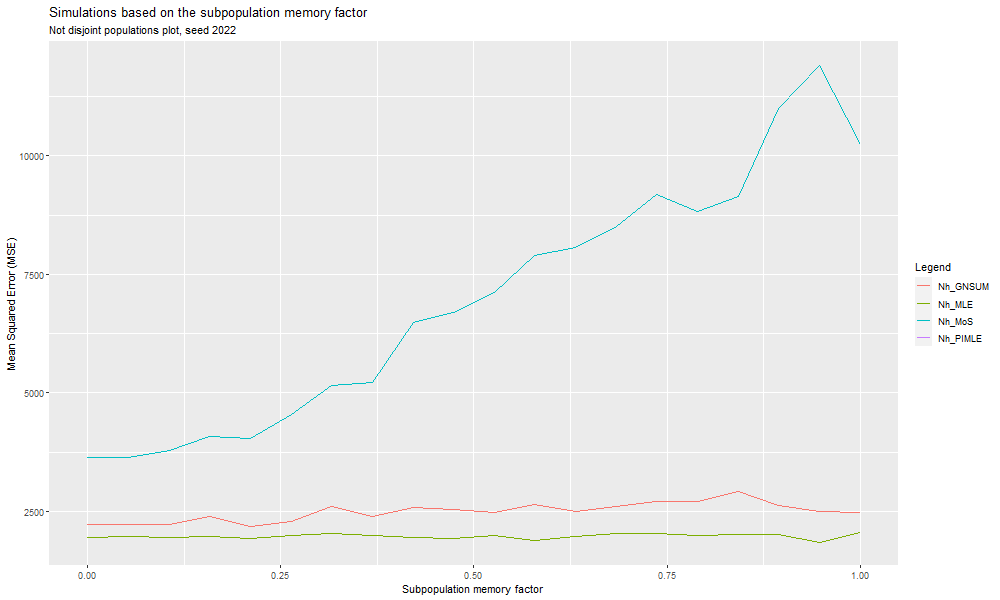 Simulations based on the subpopulation memory factor
Not disjoint populations plot, seed 2022
10000
7500
5000
2500
Mean Squared Error (MSE)
0.00 0.25 0.50 0.75 1.00
Subpopulation memory factor
Legend
Nh_GNSUM
Nh_MLE
Nh_MoS
Nh_PIMLE